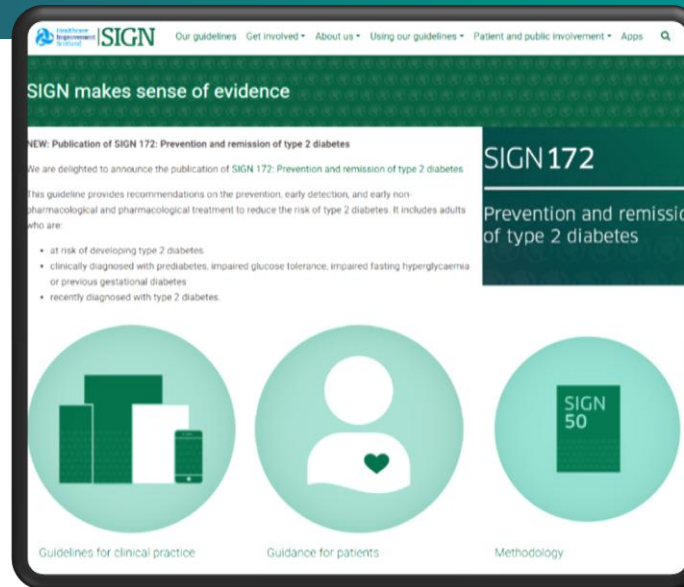 Healthcare
Improvement
Scotland
SIGN
Our guidelines Get involved About us Using our guidelines Patient and public involvement Apps
SIGN makes sense of evidence
NEW: Publication of SIGN 172: Prevention and remission of type 2 diabetes
We are delighted to announce the publication of SIGN 172: Prevention and remission of type 2 diabetes
This guideline provides recommendations on the prevention, early detection, and early non-
pharmacological and pharmacological treatment to reduce the risk of type 2 diabetes. It includes adults
who are:
• at risk of developing type 2 diabetes
• clinically diagnosed with prediabetes, impaired glucose tolerance, impaired fasting hyperglycaemia
or previous gestational diabetes
• recently diagnosed with type 2 diabetes.
SIGN 172
Prevention and remissio
of type 2 diabetes
SIGN
50
Guidelines for clinical practice
Guidance for patients
Methodology